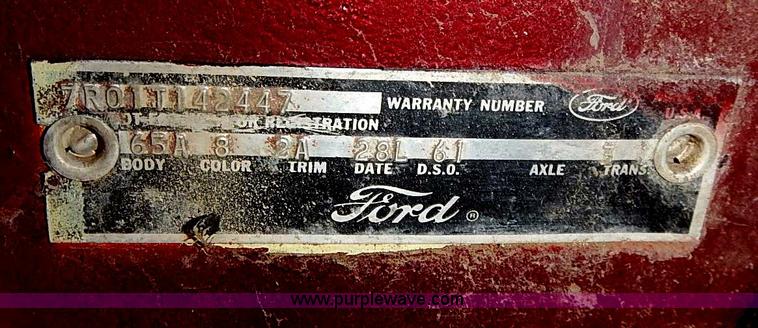 7R01T142447 WARRANTY NUMBER Ford
OR REGISTRATION
65A 8 2A 28L 61
BODY COLOR TRIM DATE D.S.O. AXLE TRANS.
Ford ®
www.purplewave.com